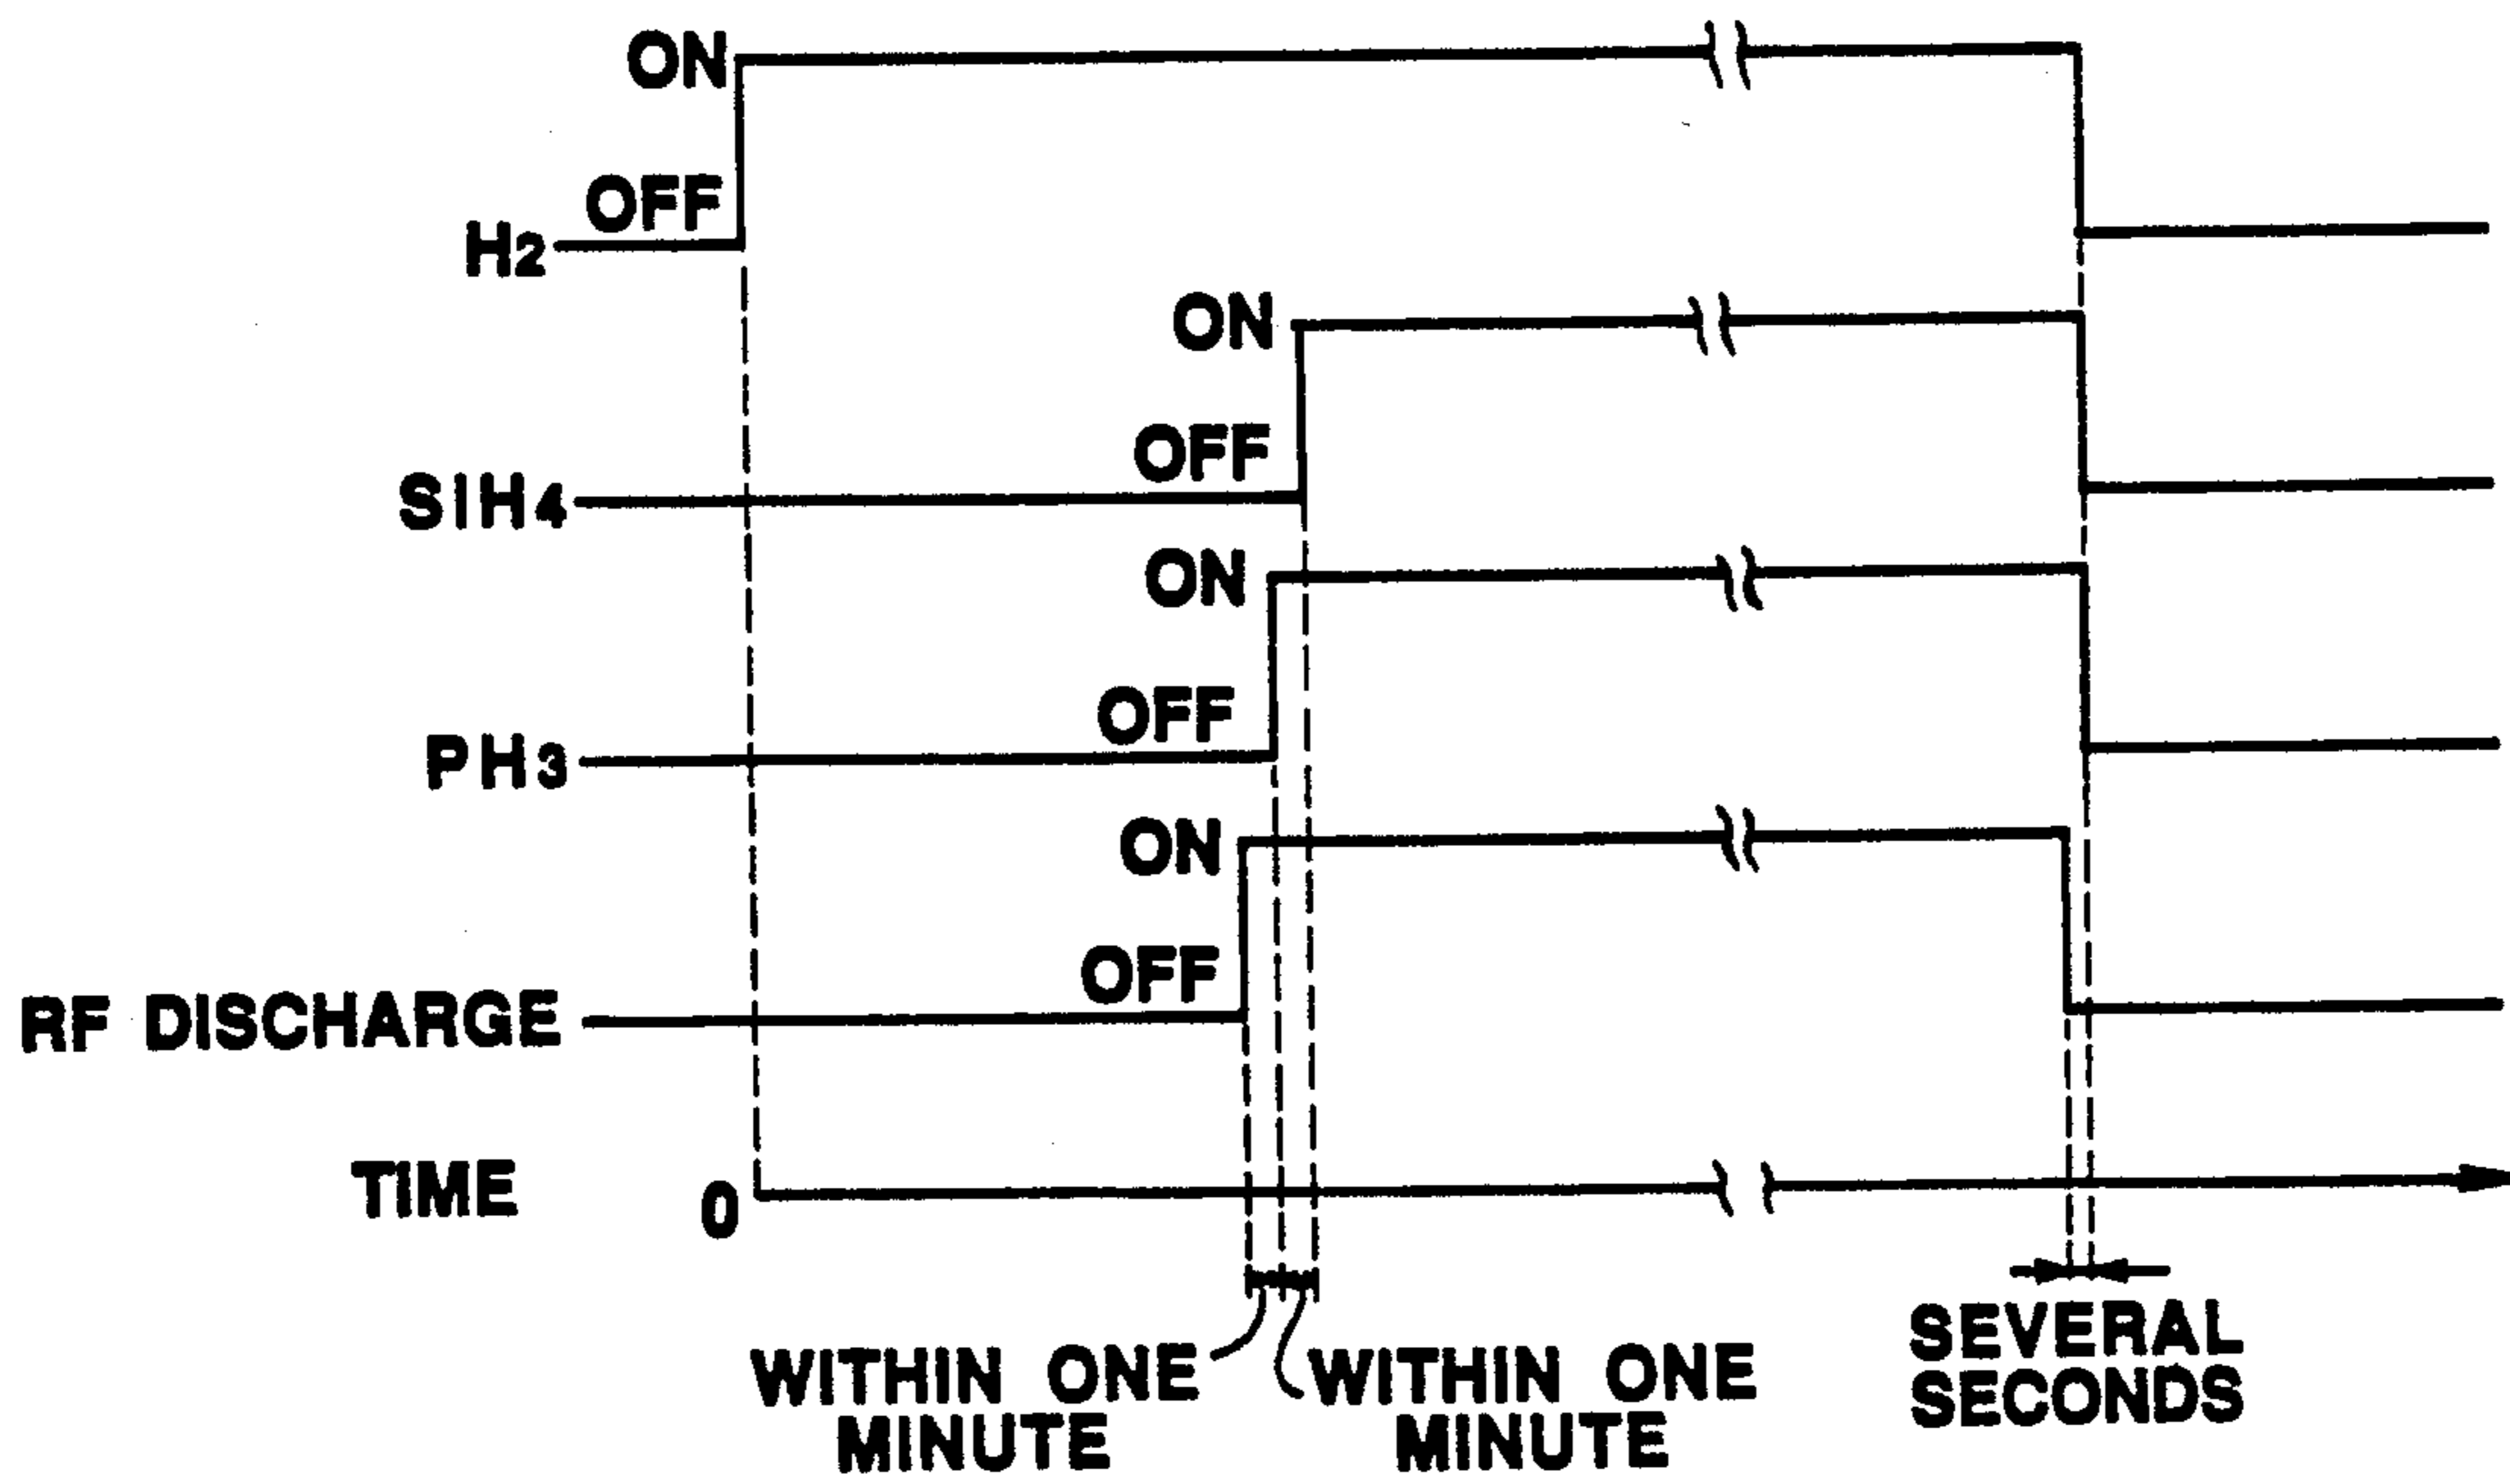 ON
OFF
H2
ON
OFF
SIH4
ON
OFF
PH3
ON
OFF
RF DISCHARGE
TIME
0
WITHIN ONE
MINUTE
WITHIN ONE
MINUTE
SEVERAL
SECONDS